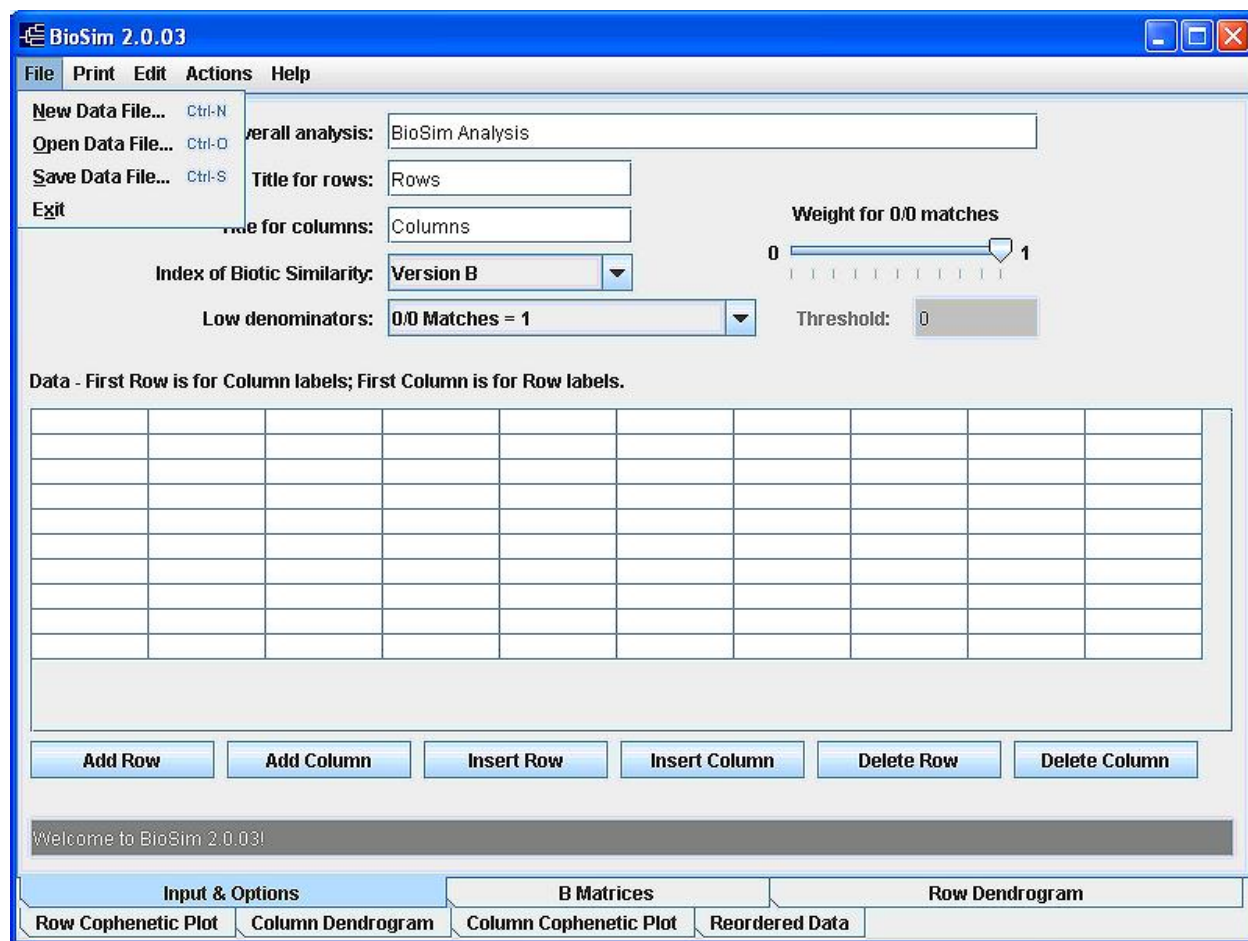 BioSim 2.0.03
File Print Edit Actions Help
New Data File... Ctrl-N
Open Data File... Ctrl-O
Save Data File... Ctrl-S
Exit
analysis: BioSim Analysis
Title for rows: Rows
for columns: Columns
Weight for 0/0 matches
0 1
Index of Biotic Similarity: Version B
Low denominators: 0/0 Matches = 1
Threshold: 0
Data - First Row is for Column labels; First Column is for Row labels.
Add Row Add Column Insert Row Insert Column Delete Row Delete Column
Welcome to BioSim 2.0.03!
Input & Options B Matrices Row Dendrogram
Row Cophenetic Plot Column Dendrogram Column Cophenetic Plot Reordered Data